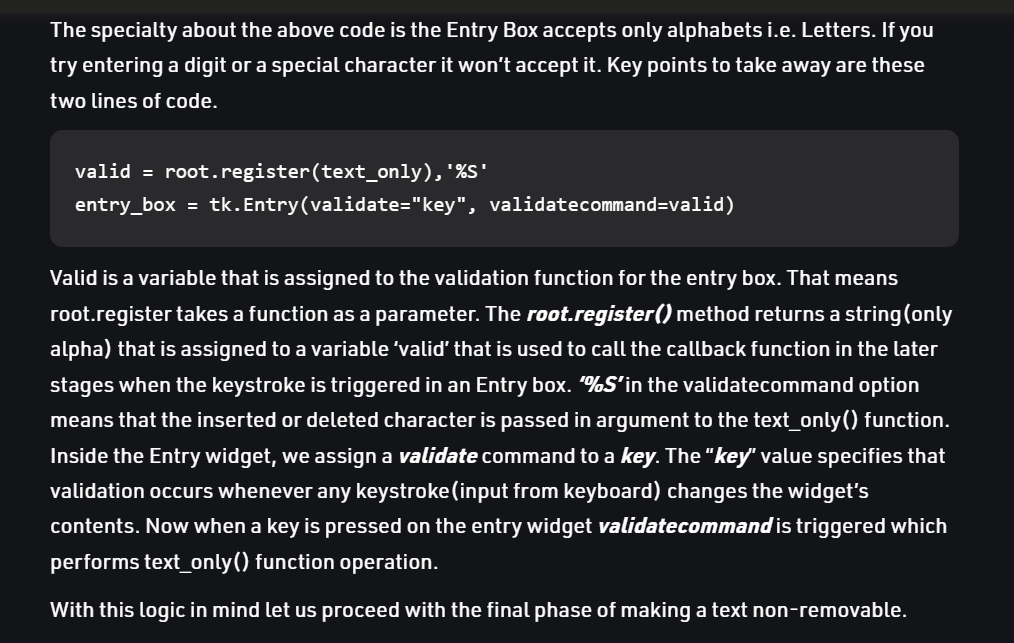 The specialty about the above code is the Entry Box accepts only alphabets i.e. Letters. If you
try entering a digit or a special character it won't accept it. Key points to take away are these
two lines of code.
valid = root.register(text_only),'%S'
entry_box = tk.Entry(validate="key", validatecommand=valid)
Valid is a variable that is assigned to the validation function for the entry box. That means
root.register takes a function as a parameter. The root.register() method returns a string(only
alpha) that is assigned to a variable 'valid' that is used to call the callback function in the later
stages when the keystroke is triggered in an Entry box. '%S' in the validatecommand option
means that the inserted or deleted character is passed in argument to the text_only() function.
Inside the Entry widget, we assign a validate command to a key. The "key" value specifies that
validation occurs whenever any keystroke(input from keyboard) changes the widget's
contents. Now when a key is pressed on the entry widget validatecommand is triggered which
performs text_only() function operation.
With this logic in mind let us proceed with the final phase of making a text non-removable.